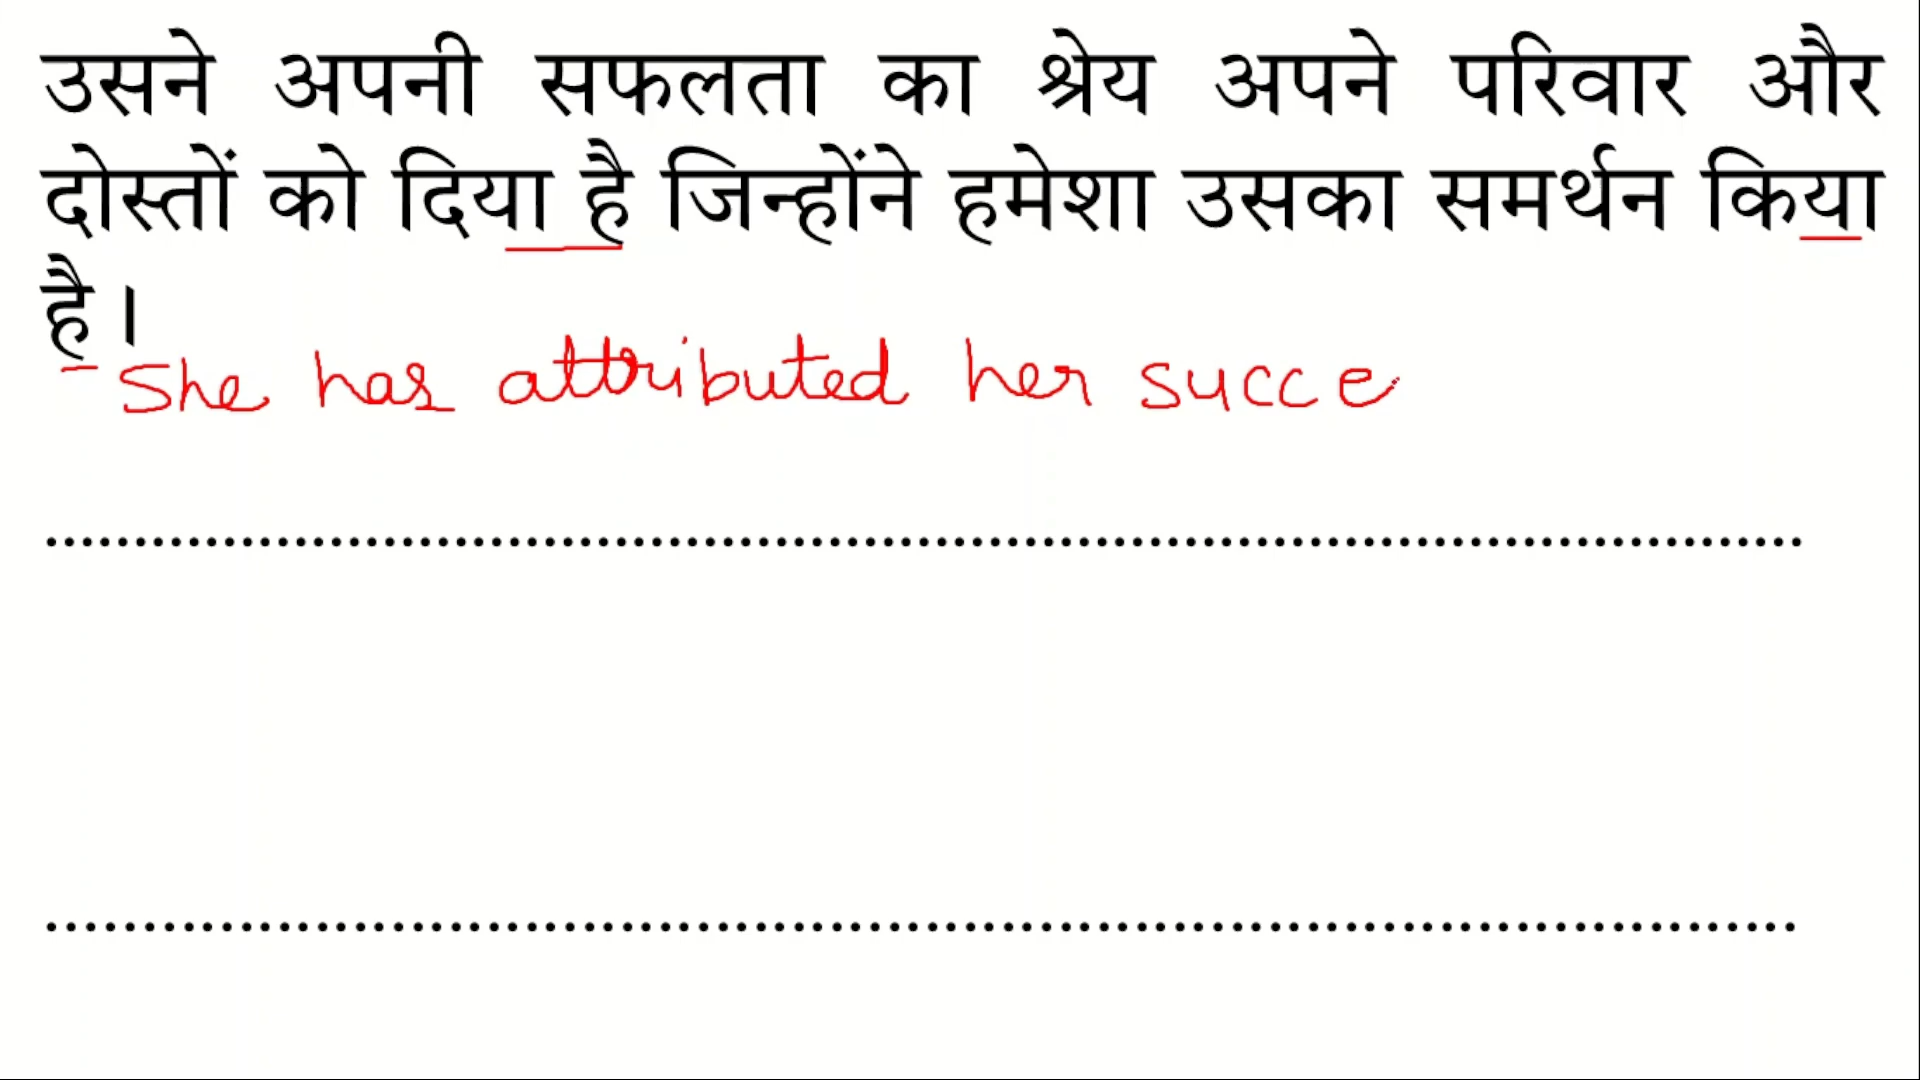 उसने अपनी सफलता का श्रेय अपने परिवार और
दोस्तों को दिया है जिन्होंने हमेशा उसका समर्थन किया
है।
She has attributed her succe